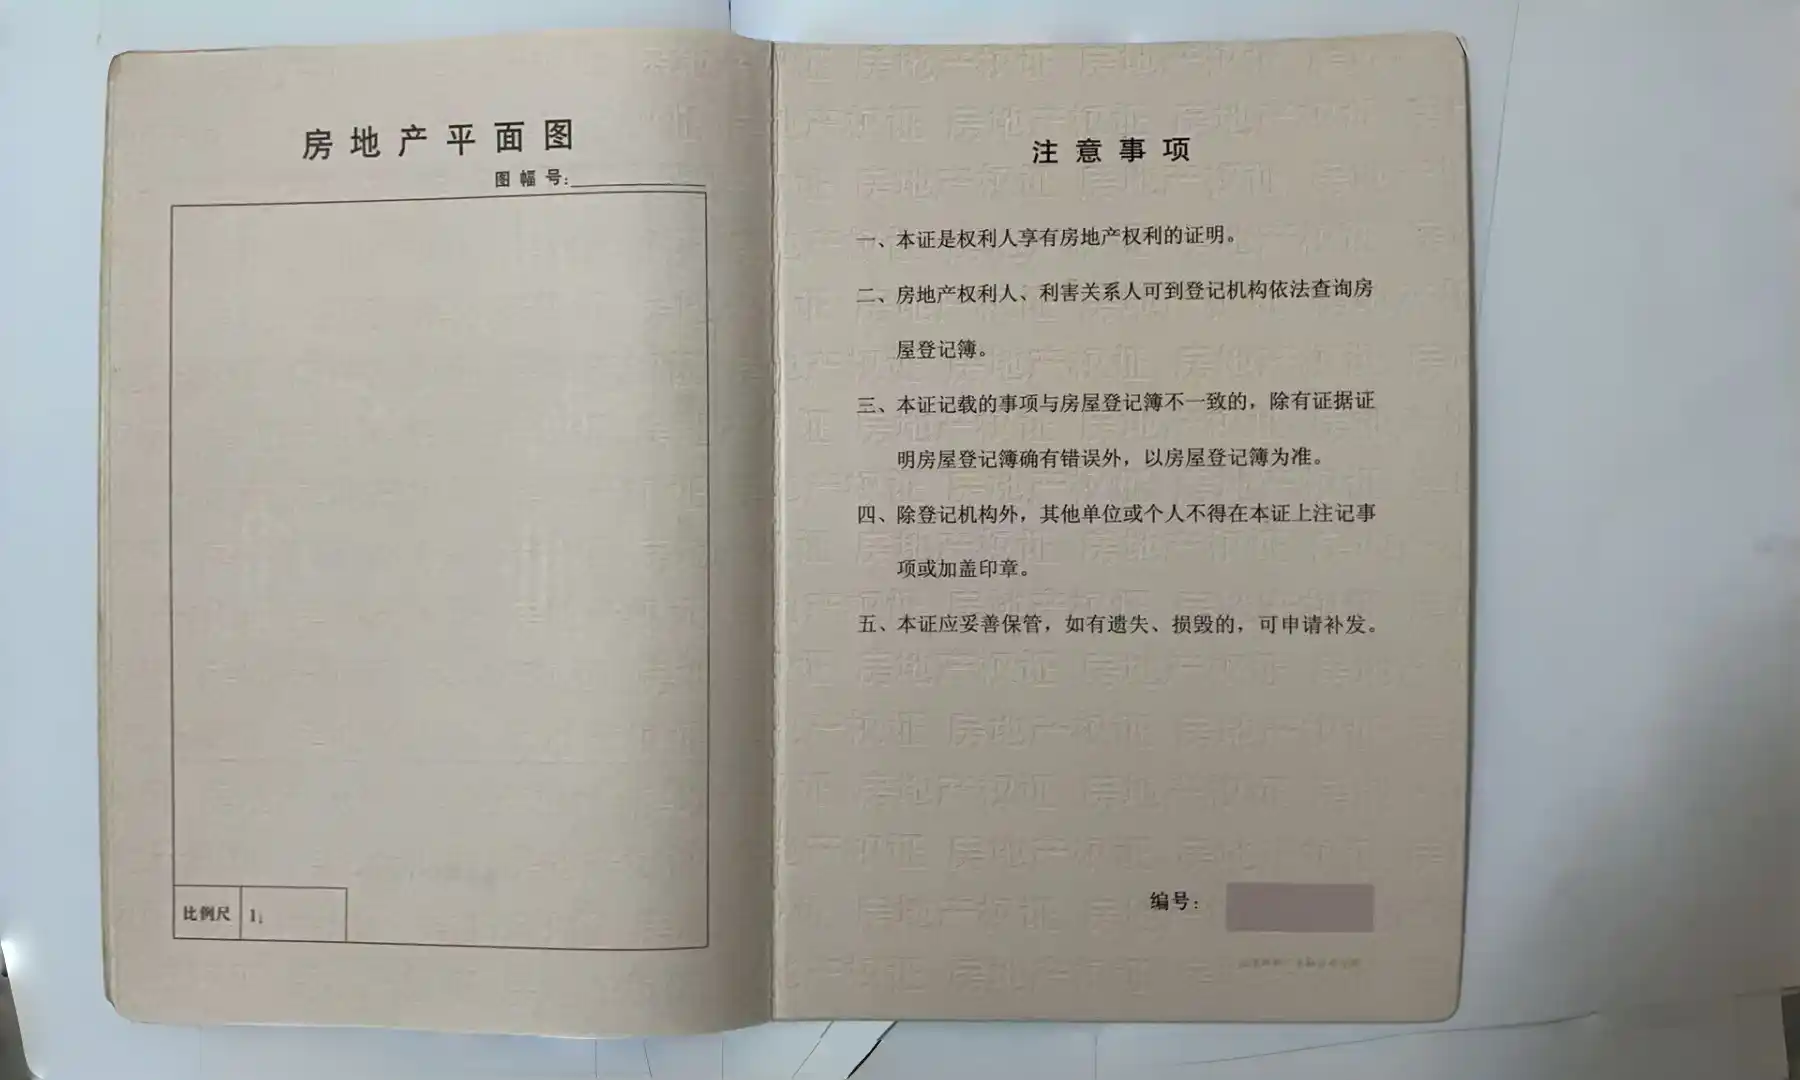 房地产平面图
图幅号:
比例尺 1:
注意事项
一、本证是权利人享有房地产权利的证明。
二、房地产权利人、利害关系人可到登记机构依法查询房
屋登记簿。
三、本证记载的事项与房屋登记簿不一致的，除有证据证
明房屋登记簿确有错误外，以房屋登记簿为准。
四、除登记机构外，其他单位或个人不得在本证上注记事
项或加盖印章。
五、本证应妥善保管，如有遗失、损毁的，可申请补发。
编号：